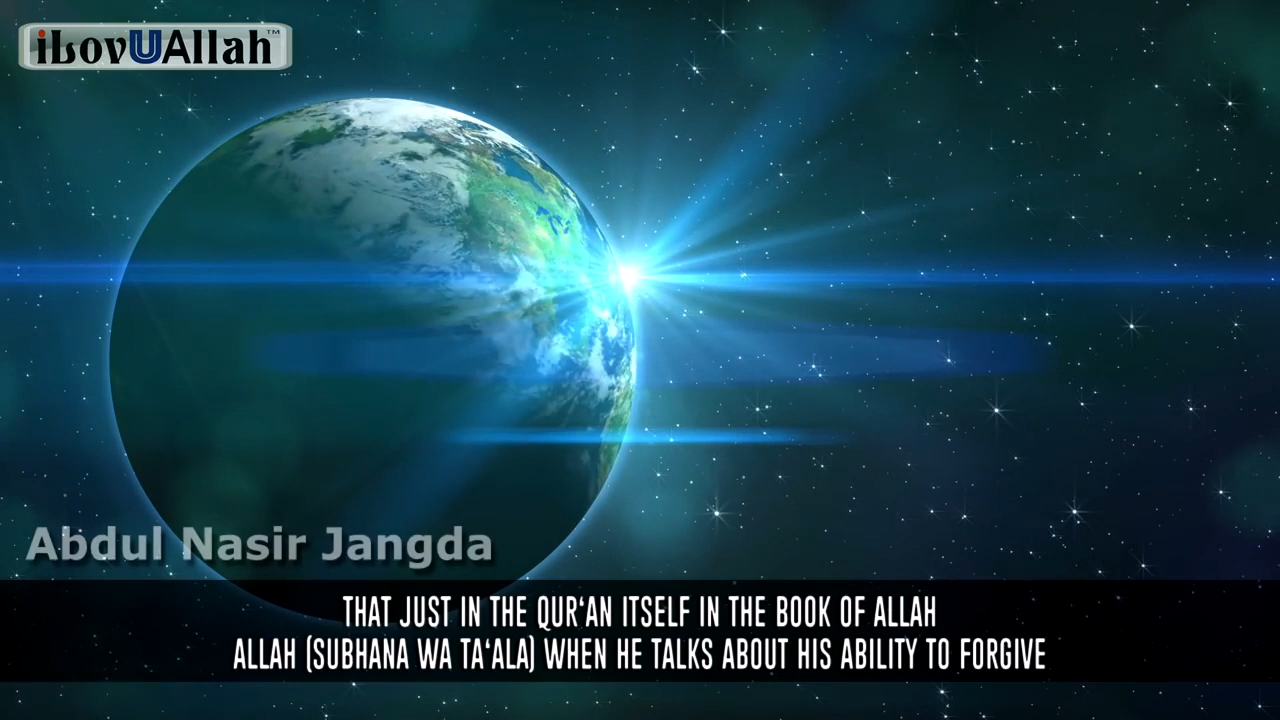 iLovUAllah™
Abdul Nasir Jangda
THAT JUST IN THE QUR‘AN ITSELF IN THE BOOK OF ALLAH
ALLAH (SUBHANA WA TA‘ALA) WHEN HE TALKS ABOUT HIS ABILITY TO FORGIVE